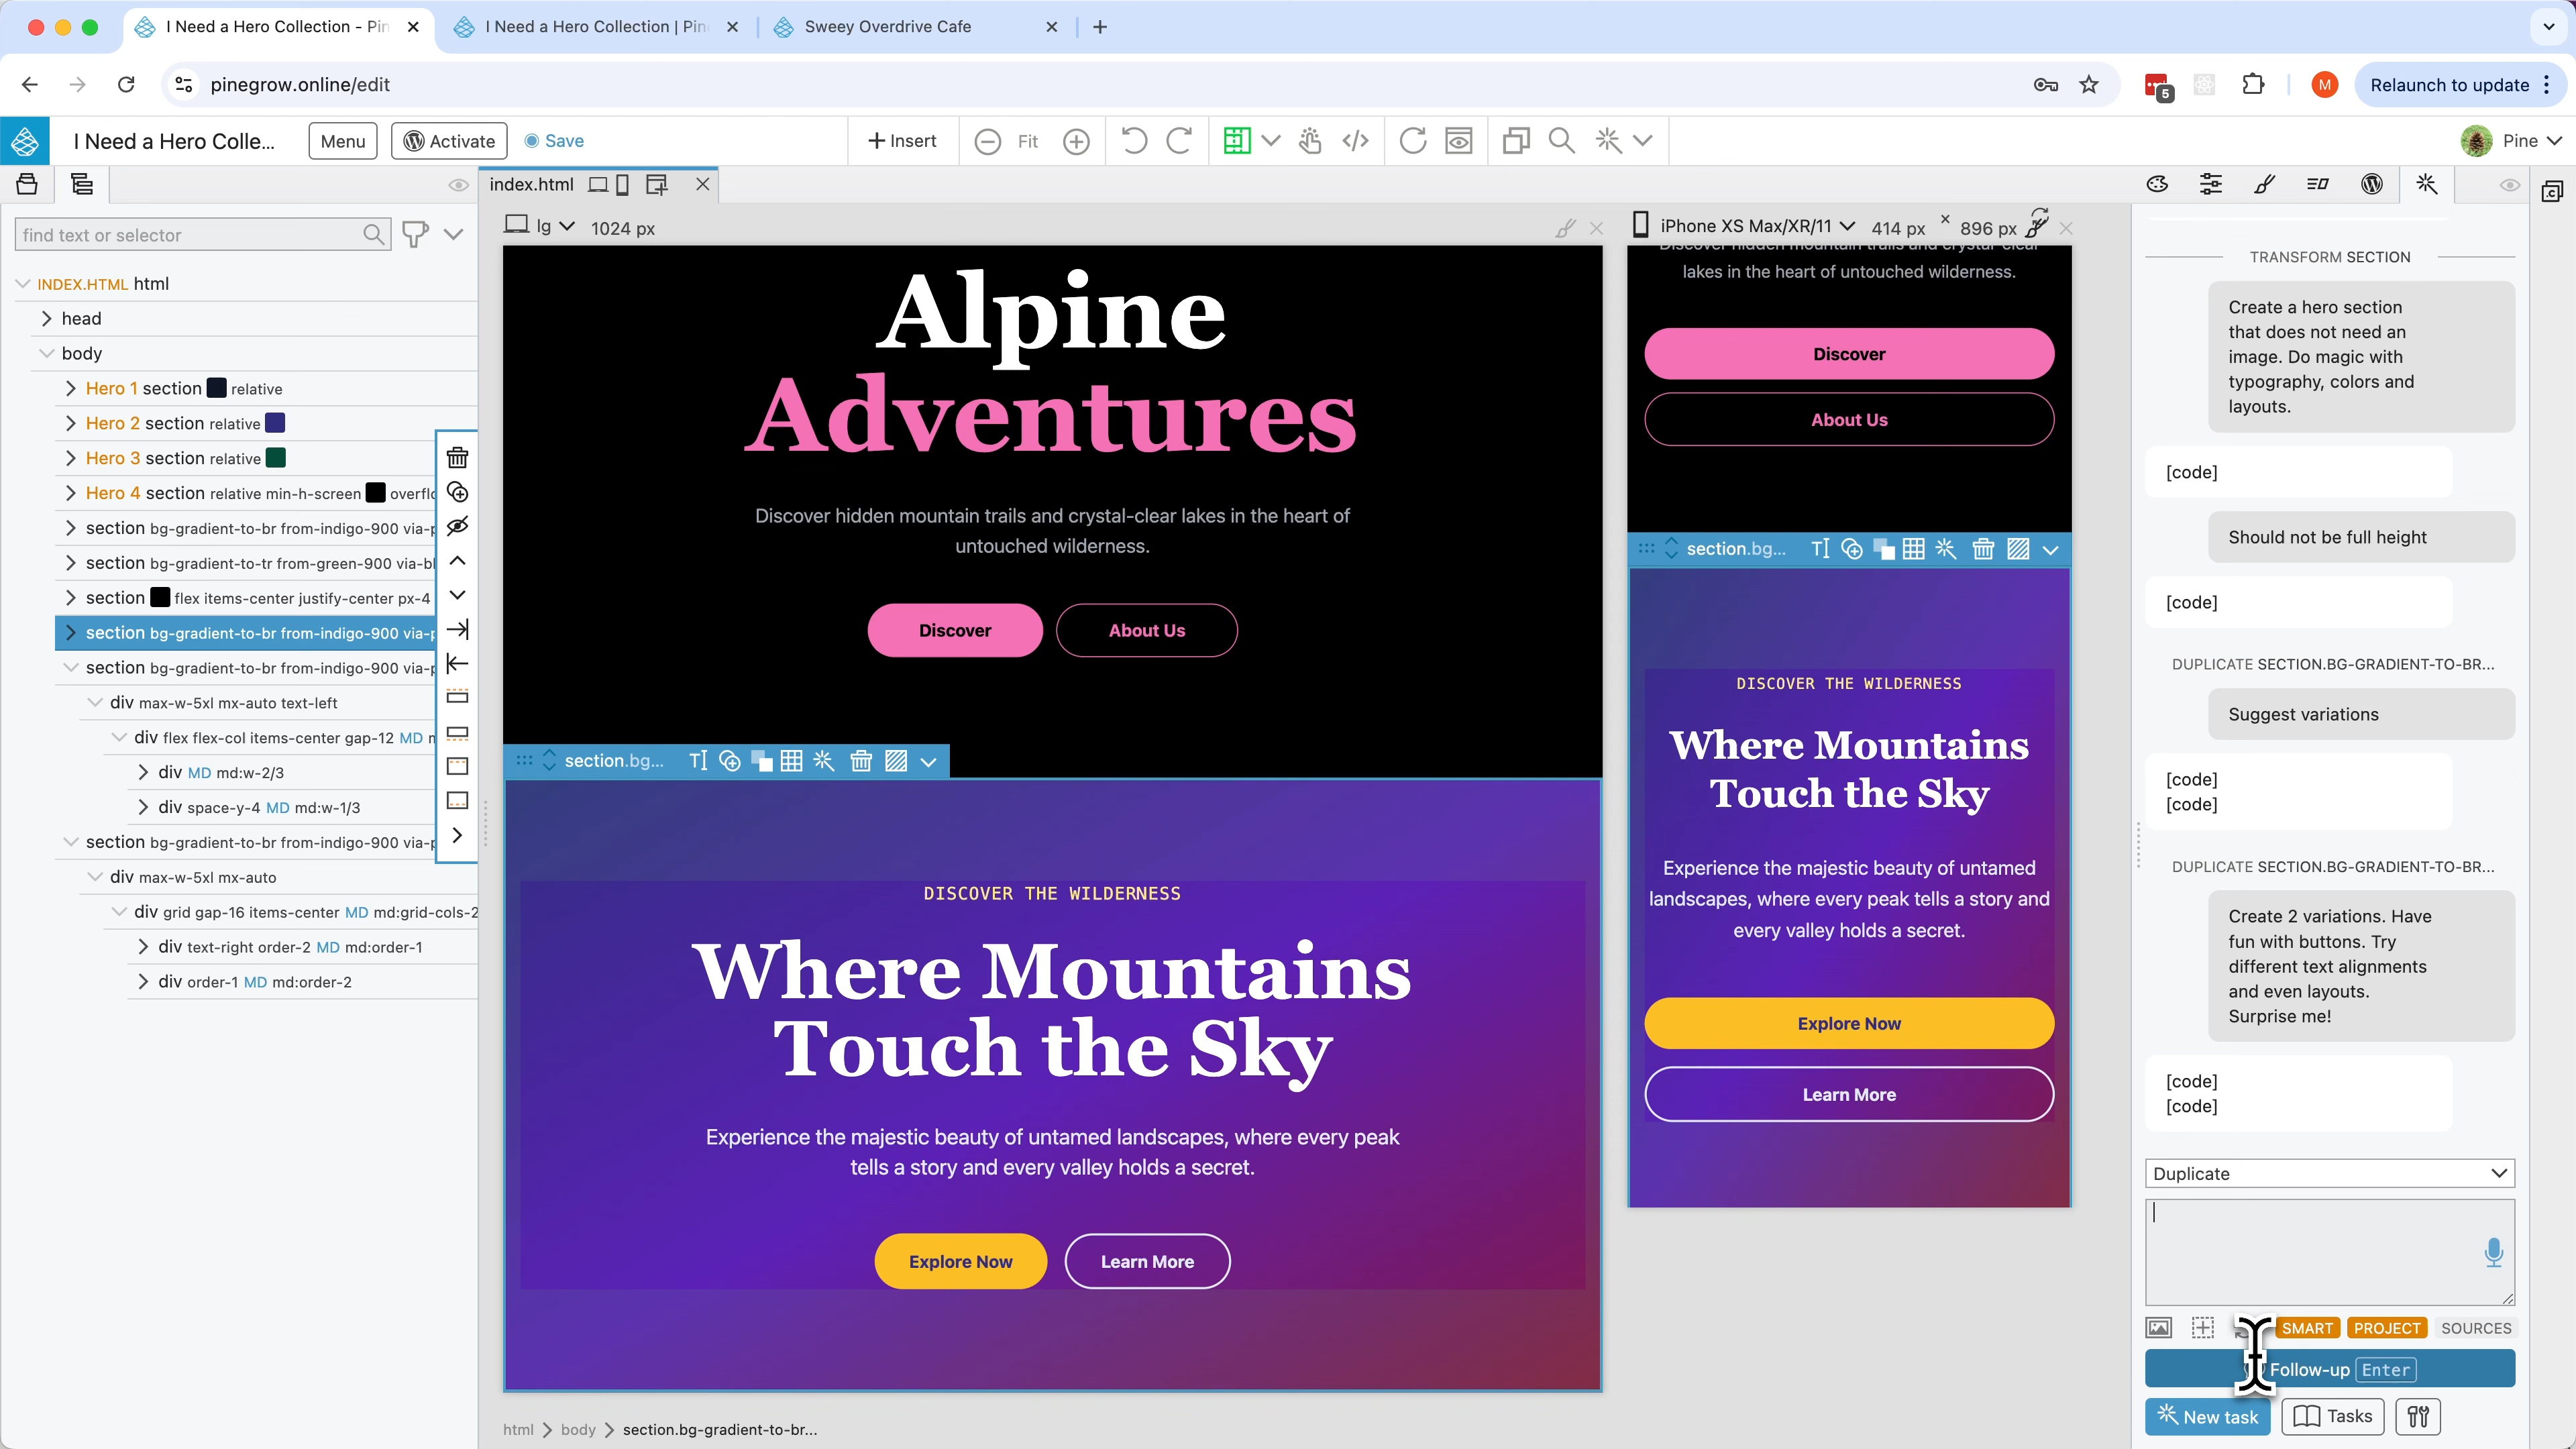 I Need a Hero Collection - Pin
I Need a Hero Collection | Pin
Sweey Overdrive Cafe
pinegrow.online/edit
5
M
Relaunch to update
I Need a Hero Colle...
Menu
Activate
Save
Insert
Fit
Pine
index.html
find text or selector
lg
1024 px
iPhone XS Max/XR/11
414 px
×
896 px
INDEX.HTML html
head
body
Hero 1 section relative
Hero 2 section relative
Hero 3 section relative
Hero 4 section relative min-h-screen overflo
section bg-gradient-to-br from-indigo-900 via-p
section bg-gradient-to-tr from-green-900 via-bl
section flex items-center justify-center px-4
section bg-gradient-to-br from-indigo-900 via-p
section bg-gradient-to-br from-indigo-900 via-p
div max-w-5xl mx-auto text-left
div flex flex-col items-center gap-12 MD m
div MD md:w-2/3
div space-y-4 MD md:w-1/3
section bg-gradient-to-br from-indigo-900 via-p
div max-w-5xl mx-auto
div grid gap-16 items-center MD md:grid-cols-2
div text-right order-2 MD md:order-1
div order-1 MD md:order-2
Alpine
Adventures
Discover hidden mountain trails and crystal-clear lakes in the heart of
untouched wilderness.
Discover
About Us
section.bg...
DISCOVER THE WILDERNESS
Where Mountains
Touch the Sky
Experience the majestic beauty of untamed landscapes, where every peak
tells a story and every valley holds a secret.
Explore Now
Learn More
html
body
section.bg-gradient-to-br...
Discover hidden mountain trails and crystal-clear
lakes in the heart of untouched wilderness.
Discover
About Us
section.bg...
DISCOVER THE WILDERNESS
Where Mountains
Touch the Sky
Experience the majestic beauty of untamed
landscapes, where every peak tells a story and
every valley holds a secret.
Explore Now
Learn More
TRANSFORM SECTION
Create a hero section
that does not need an
image. Do magic with
typography, colors and
layouts.
[code]
Should not be full height
[code]
DUPLICATE SECTION.BG-GRADIENT-TO-BR...
Suggest variations
[code]
[code]
DUPLICATE SECTION.BG-GRADIENT-TO-BR...
Create 2 variations. Have
fun with buttons. Try
different text alignments
and even layouts.
Surprise me!
[code]
[code]
Duplicate
SMART
PROJECT
SOURCES
Follow-up Enter
New task
Tasks